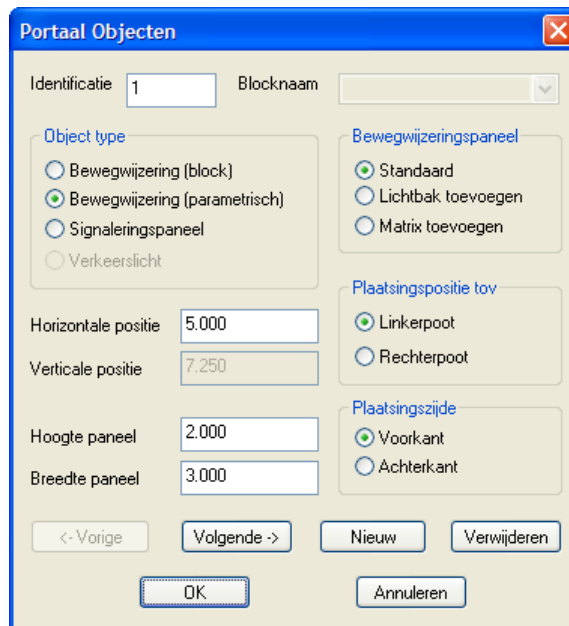 Portaal Objecten
Identificatie 1 Blocknaam
Object type
Bewegwijzering (block)
Bewegwijzering (parametrisch)
Signaleringspaneel
Verkeerslicht
Bewegwijzeringspaneel
Standaard
Lichtbak toevoegen
Matrix toevoegen
Horizontale positie 5.000
Verticale positie 7.250
Plaatsingspositie tov
Linkerpoot
Rechterpoot
Hoogte paneel 2.000
Breedte paneel 3.000
Plaatsingszijde
Voorkant
Achterkant
<- Vorige Volgende -> Nieuw Verwijderen
OK Annuleren